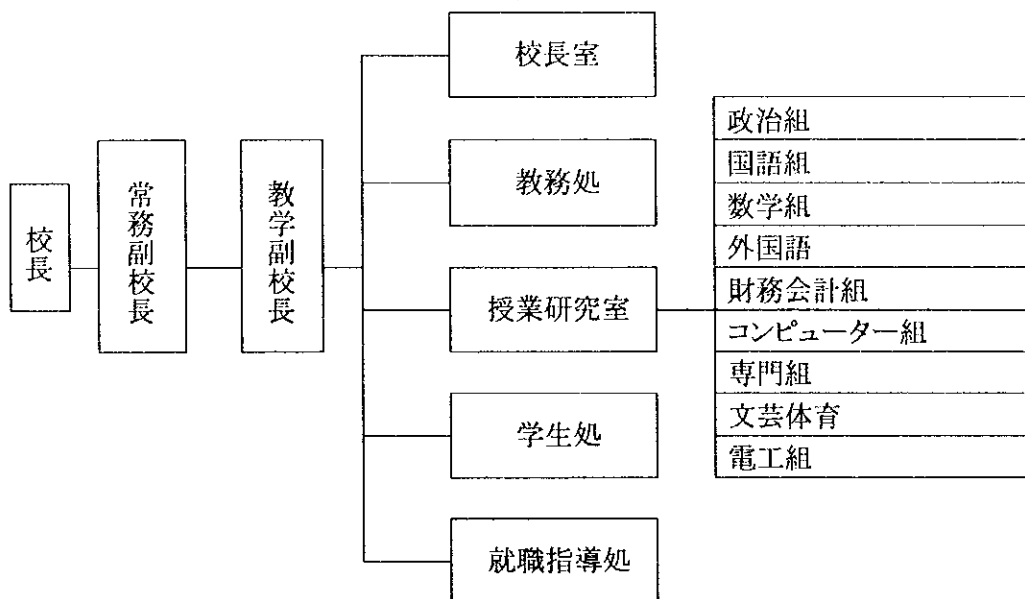 校長
常務副校長
教学副校長
校長室
教務処
授業研究室
学生処
就職指導処
政治組
国語組
数学組
外国語
財務会計組
コンピューター組
専門組
文芸体育
電工組